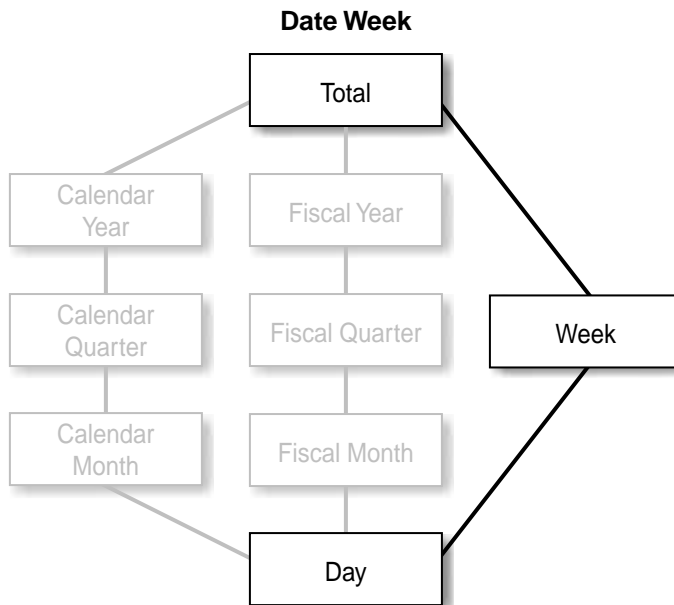 Date Week
Total
Calendar
Year
Fiscal Year
Calendar
Quarter
Fiscal Quarter
Week
Calendar
Month
Fiscal Month
Day